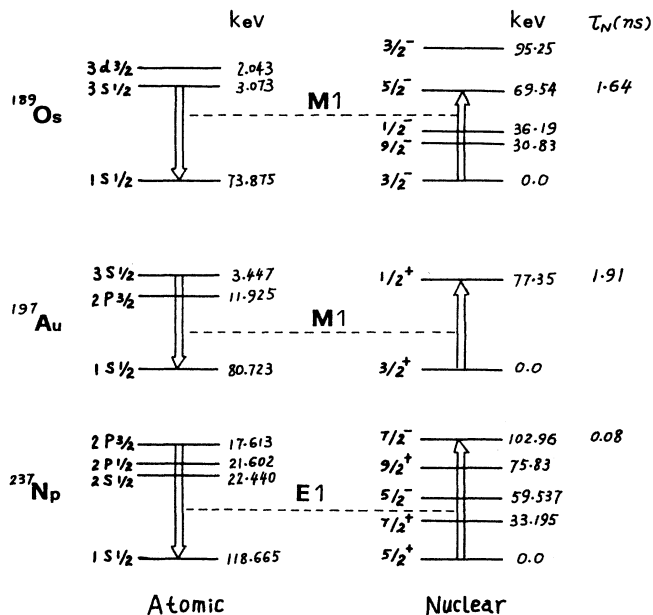 keV keV τN(ns)
3/2⁻ 95.25
3d3/2 2.043
3S1/2 3.073 5/2⁻ 69.54 1.64
¹⁸⁹Os M1
1/2⁻ 36.19
9/2⁻ 30.83
1S1/2 73.875 3/2⁻ 0.0
3S1/2 3.447 1/2⁺ 77.35 1.91
2P3/2 11.925
¹⁹⁷Au M1
1S1/2 80.723 3/2⁺ 0.0
2P3/2 17.613 7/2⁻ 102.96 0.08
2P1/2 21.602 9/2⁺ 75.83
2S1/2 22.440
²³⁷Np 5/2⁻ 59.537
E1
7/2⁺ 33.195
1S1/2 118.665 5/2⁺ 0.0
Atomic Nuclear